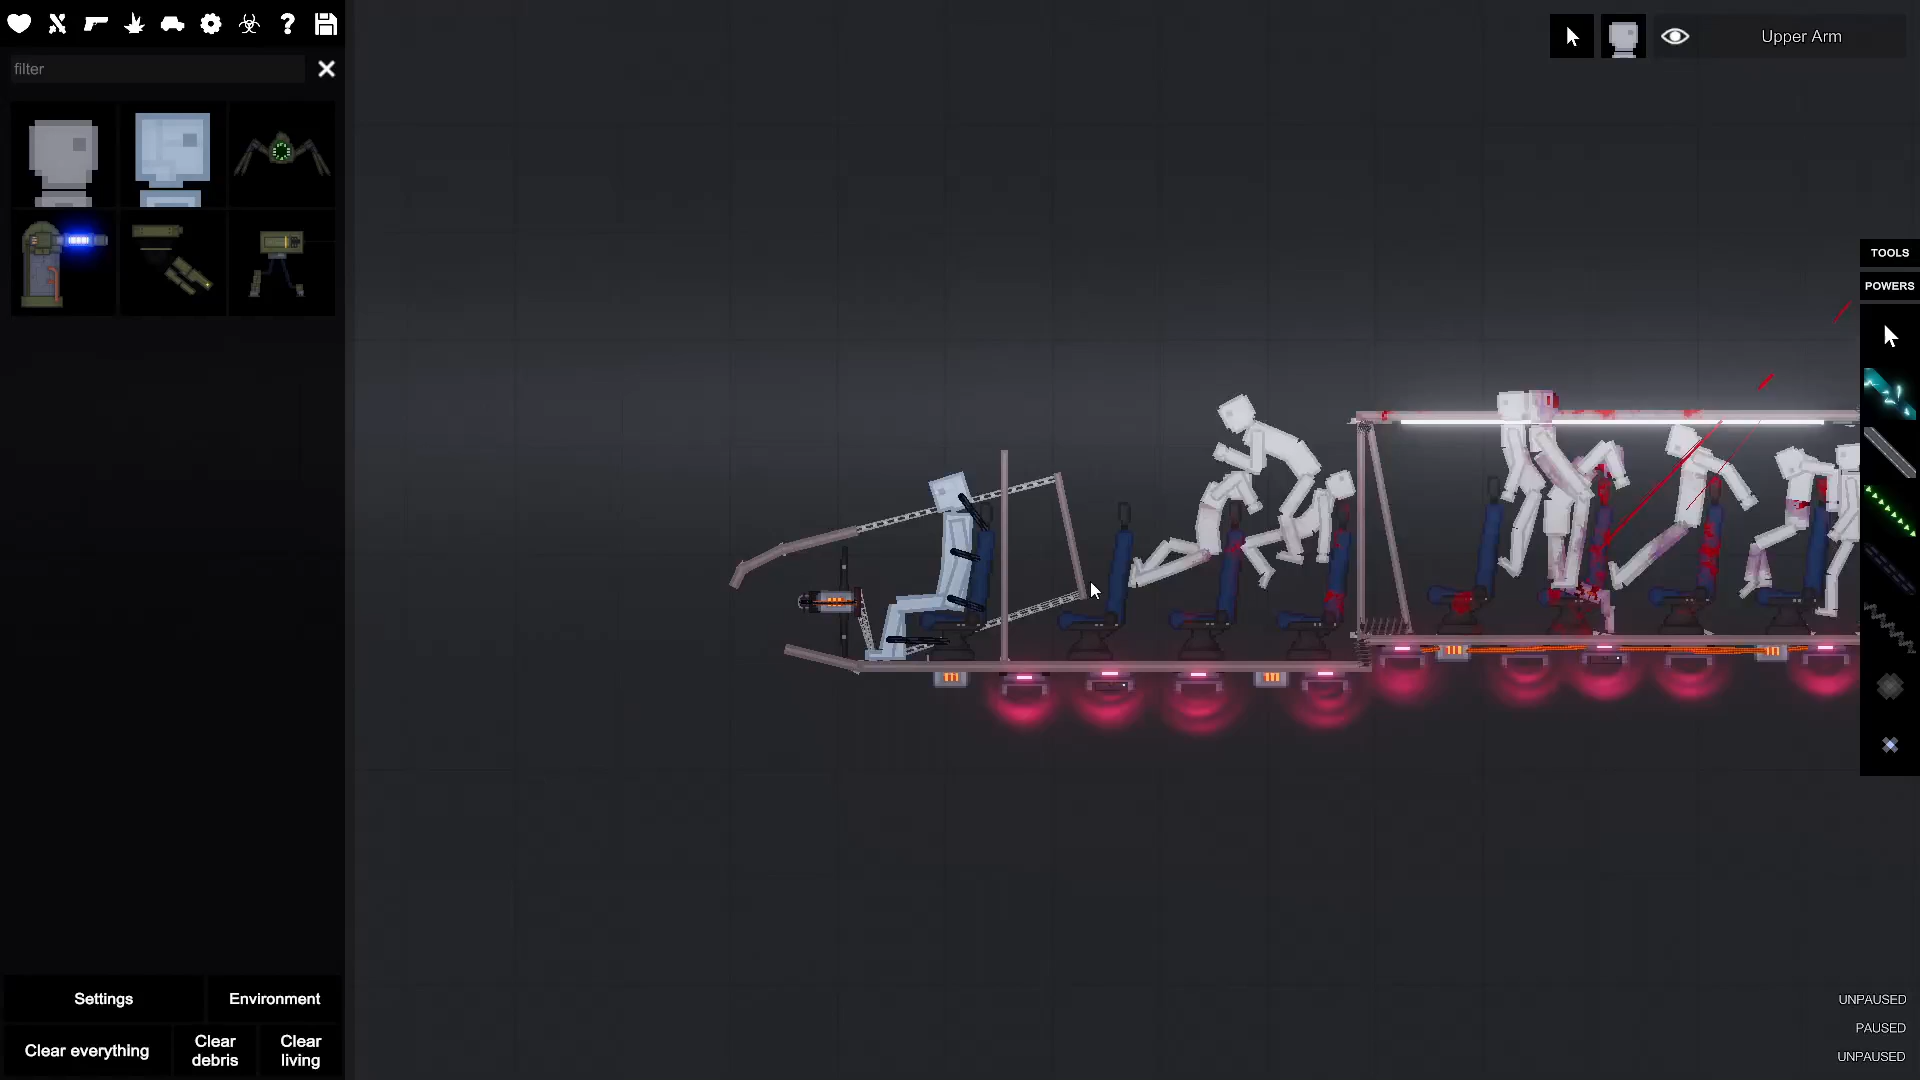 filter
Upper Arm
TOOLS
POWERS
Settings
Environment
Clear everything
Clear debris
Clear living
UNPAUSED
PAUSED
UNPAUSED